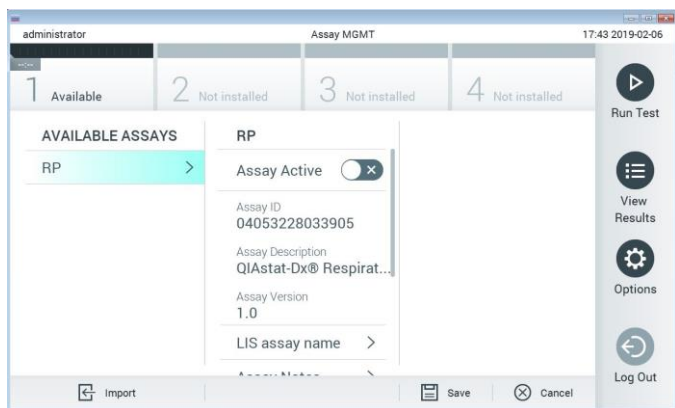 administrator Assay MGMT 17:43 2019-02-06
1 Available 2 Not installed 3 Not installed 4 Not installed
Run Test
AVAILABLE ASSAYS RP
RP Assay Active
View
Results
Assay ID
04053228033905
Assay Description
QIAstat-Dx® Respirat...
Options
Assay Version
1.0
LIS assay name
Assay Notes
Log Out
Import Save Cancel